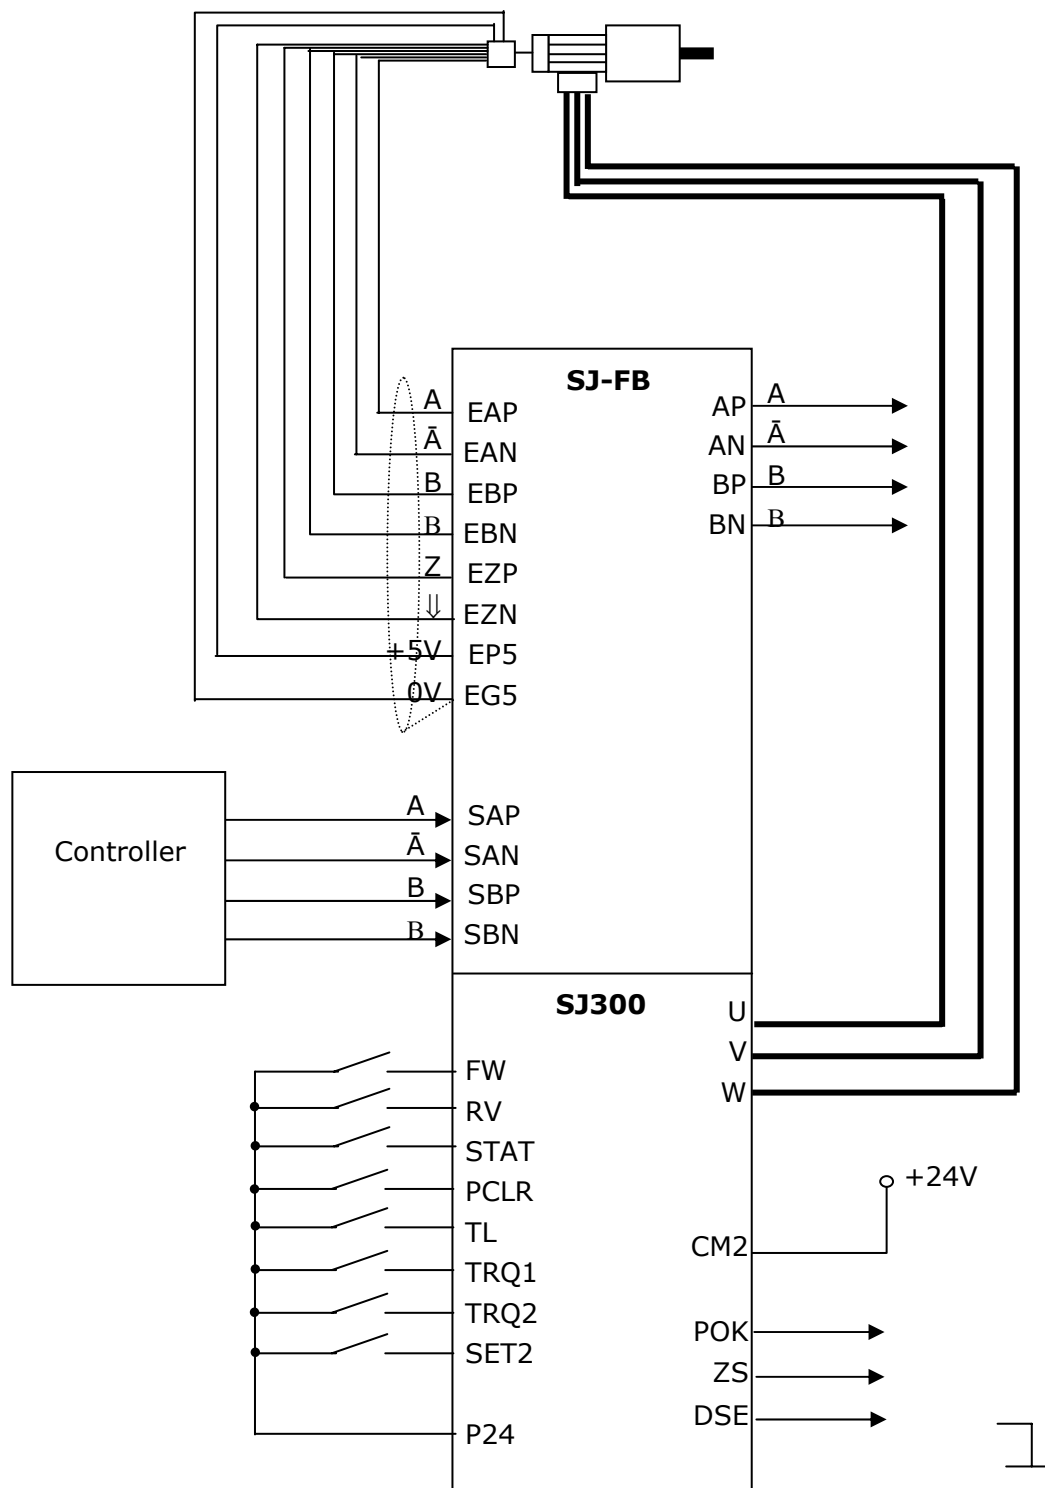 SJ-FB
A EAP
Ā EAN
B EBP
B EBN
Z EZP
⇓ EZN
+5V EP5
0V EG5
AP A
AN Ā
BP B
BN B
Controller
A SAP
Ā SAN
B SBP
B SBN
SJ300
U
V
W
FW
RV
STAT
PCLR
TL
TRQ1
TRQ2
SET2
P24
+24V
CM2
POK
ZS
DSE